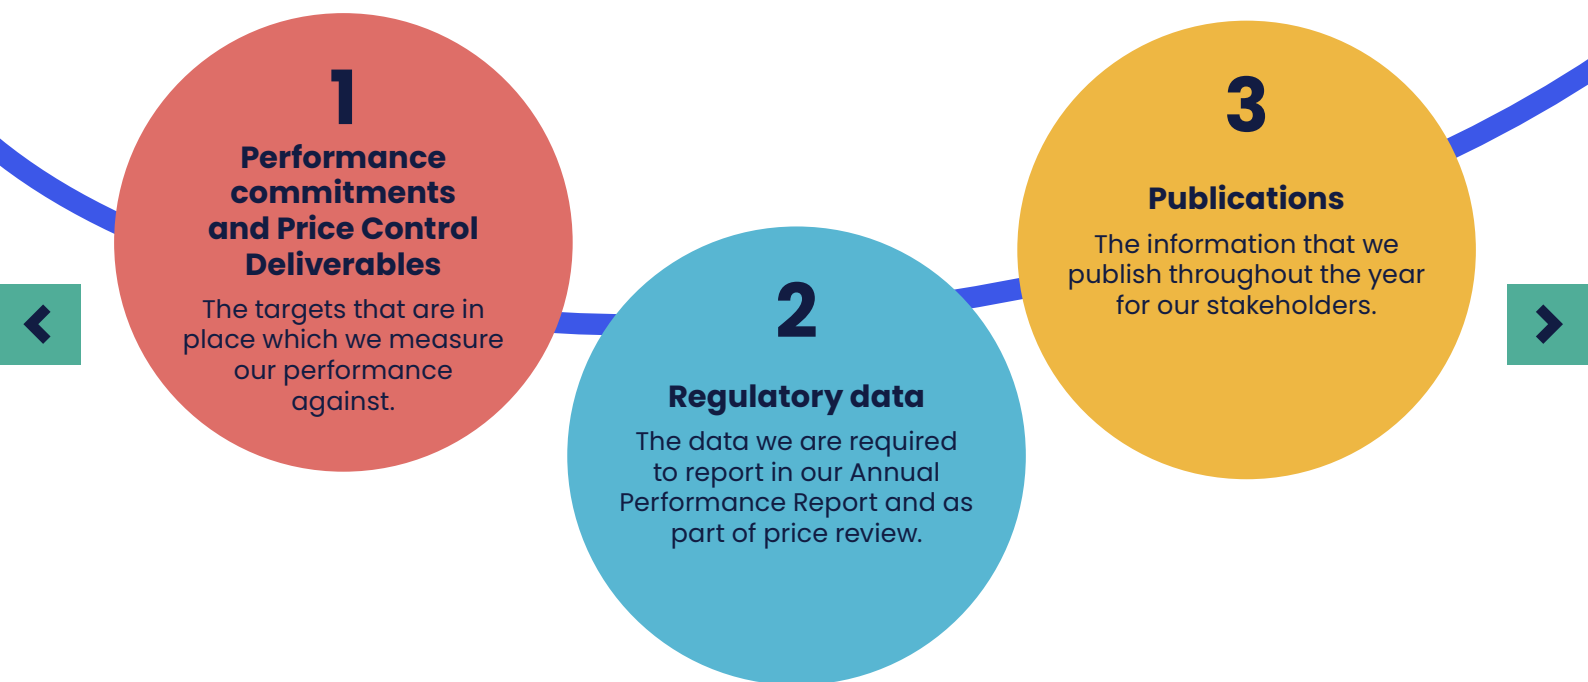 1
Performance
commitments
and Price Control
Deliverables
The targets that are in
place which we measure
our performance
against.
2
Regulatory data
The data we are required
to report in our Annual
Performance Report and as
part of price review.
3
Publications
The information that we
publish throughout the year
for our stakeholders.